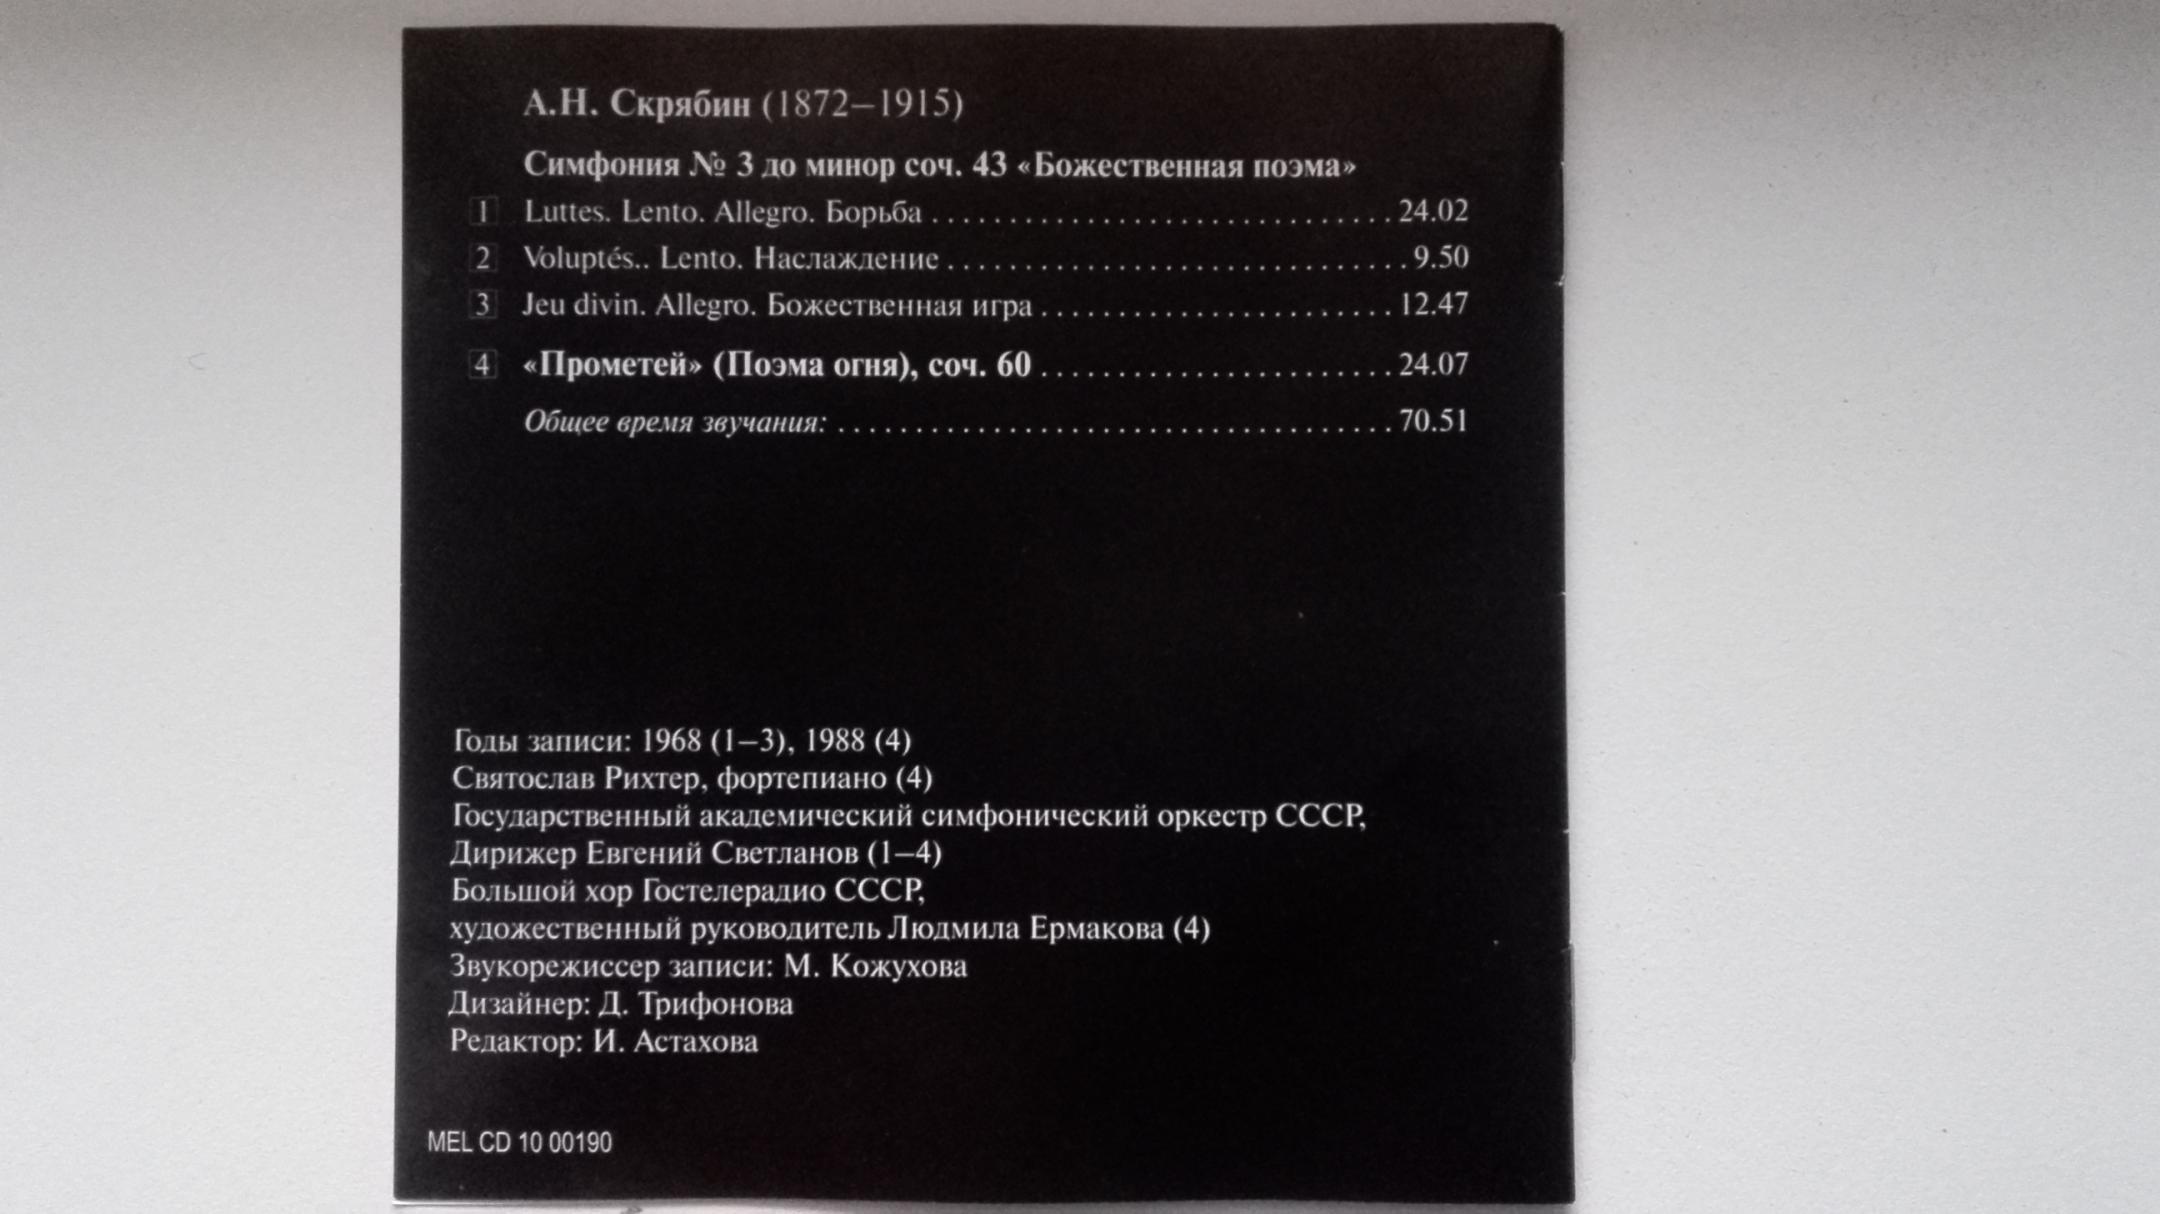 А.Н. Скрябин (1872–1915)
Симфония № 3 до минор соч. 43 «Божественная поэма»
1 Luttes. Lento. Allegro. Борьба ............................ 24.02
2 Voluptés.. Lento. Наслаждение ............................ 9.50
3 Jeu divin. Allegro. Божественная игра ...................... 12.47
4 «Прометей» (Поэма огня), соч. 60 ...................... 24.07
Общее время звучания: .................................. 70.51
Годы записи: 1968 (1–3), 1988 (4)
Святослав Рихтер, фортепиано (4)
Государственный академический симфонический оркестр СССР,
Дирижер Евгений Светланов (1–4)
Большой хор Гостелерадио СССР,
художественный руководитель Людмила Ермакова (4)
Звукорежиссер записи: М. Кожухова
Дизайнер: Д. Трифонова
Редактор: И. Астахова
MEL CD 10 00190